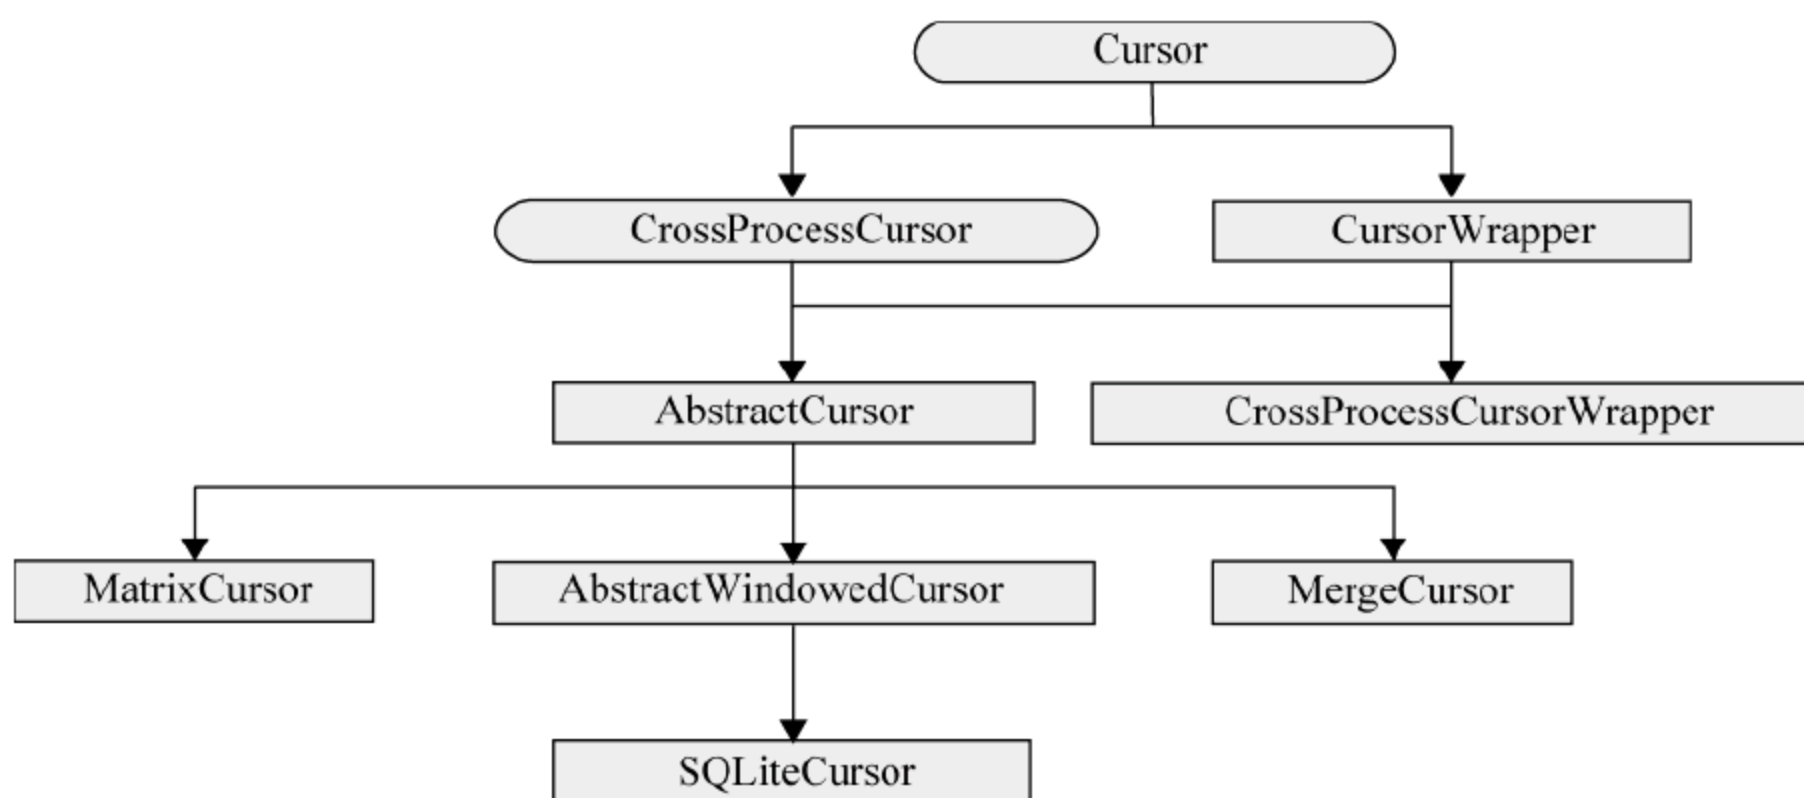 Cursor
CrossProcessCursor
CursorWrapper
AbstractCursor
CrossProcessCursorWrapper
MatrixCursor
AbstractWindowedCursor
MergeCursor
SQLiteCursor